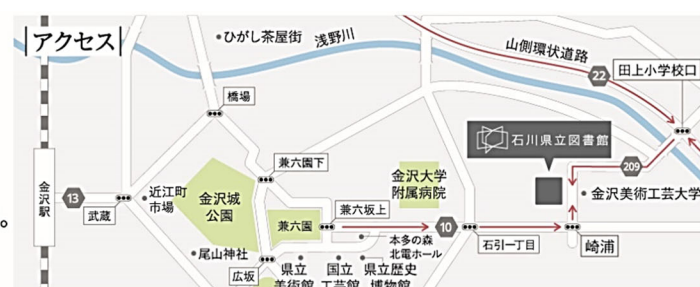 アクセス
ひがし茶屋街
浅野川
山側環状道路
22
田上小学校口
橋場
石川県立図書館
兼六園下
209
金沢駅
13
武蔵
近江町
市場
金沢城
公園
金沢大学
附属病院
金沢美術工芸大学
兼六園
兼六坂上
10
石引一丁目
崎浦
尾山神社
広坂
本多の森
北電ホール
県立
美術館
国立
工芸館
県立歴史
博物館